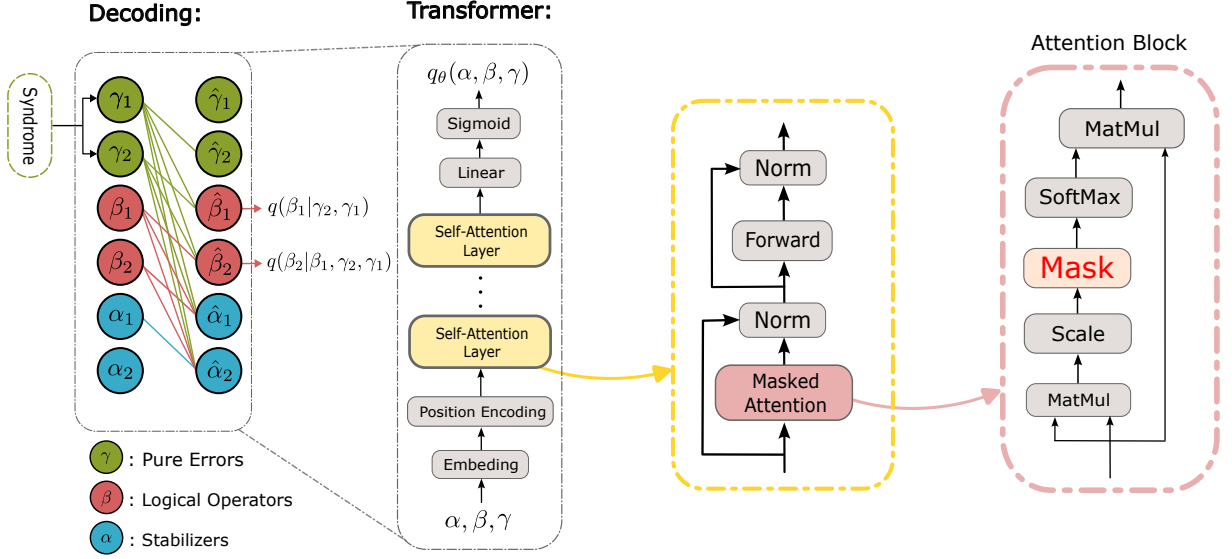 Decoding:
Transformer:
Attention Block
Syndrome
γ₁
γ̂₁
γ₂
γ̂₂
β₁
β̂₁
q(β₁|γ₂, γ₁)
β₂
β̂₂
q(β₂|β₁, γ₂, γ₁)
α₁
α̂₁
α₂
α̂₂
γ : Pure Errors
β : Logical Operators
α : Stabilizers
q_θ(α, β, γ)
Sigmoid
Linear
Self-Attention
Layer
Self-Attention
Layer
Position Encoding
Embeding
α, β, γ
Norm
Forward
Norm
Masked
Attention
MatMul
SoftMax
Mask
Scale
MatMul